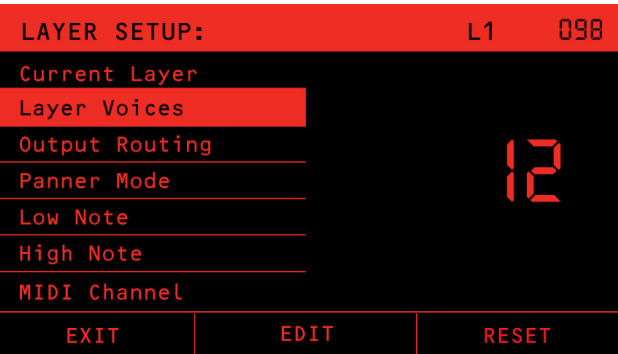 LAYER SETUP: L1 098
Current Layer
Layer Voices
Output Routing
Panner Mode
Low Note
High Note
MIDI Channel
12
EXIT EDIT RESET